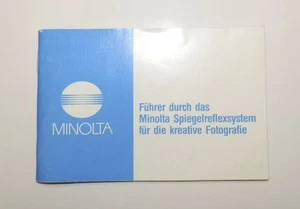 MINOLTA
Führer durch das
Minolta Spiegelreflexsystem
für die kreative Fotografie